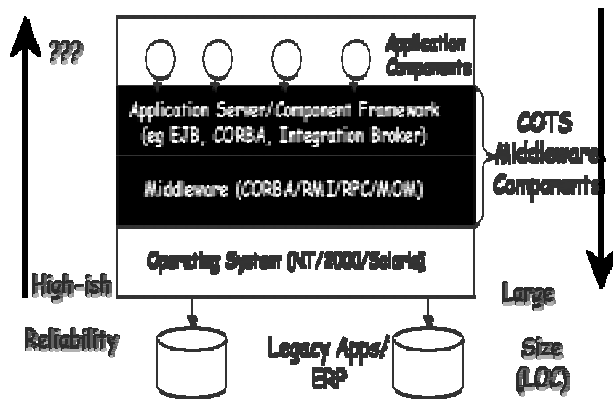 ???
Application
Components
Application Server/Component Framework
(eg EJB, CORBA, Integration Broker)
COTS
Middleware
Components
Middleware (CORBA/RMI/RPC/MOM)
Operating System (NT/2000/Solaris)
High-ish
Reliability
Large
Legacy Apps/
ERP
Size
(LOC)